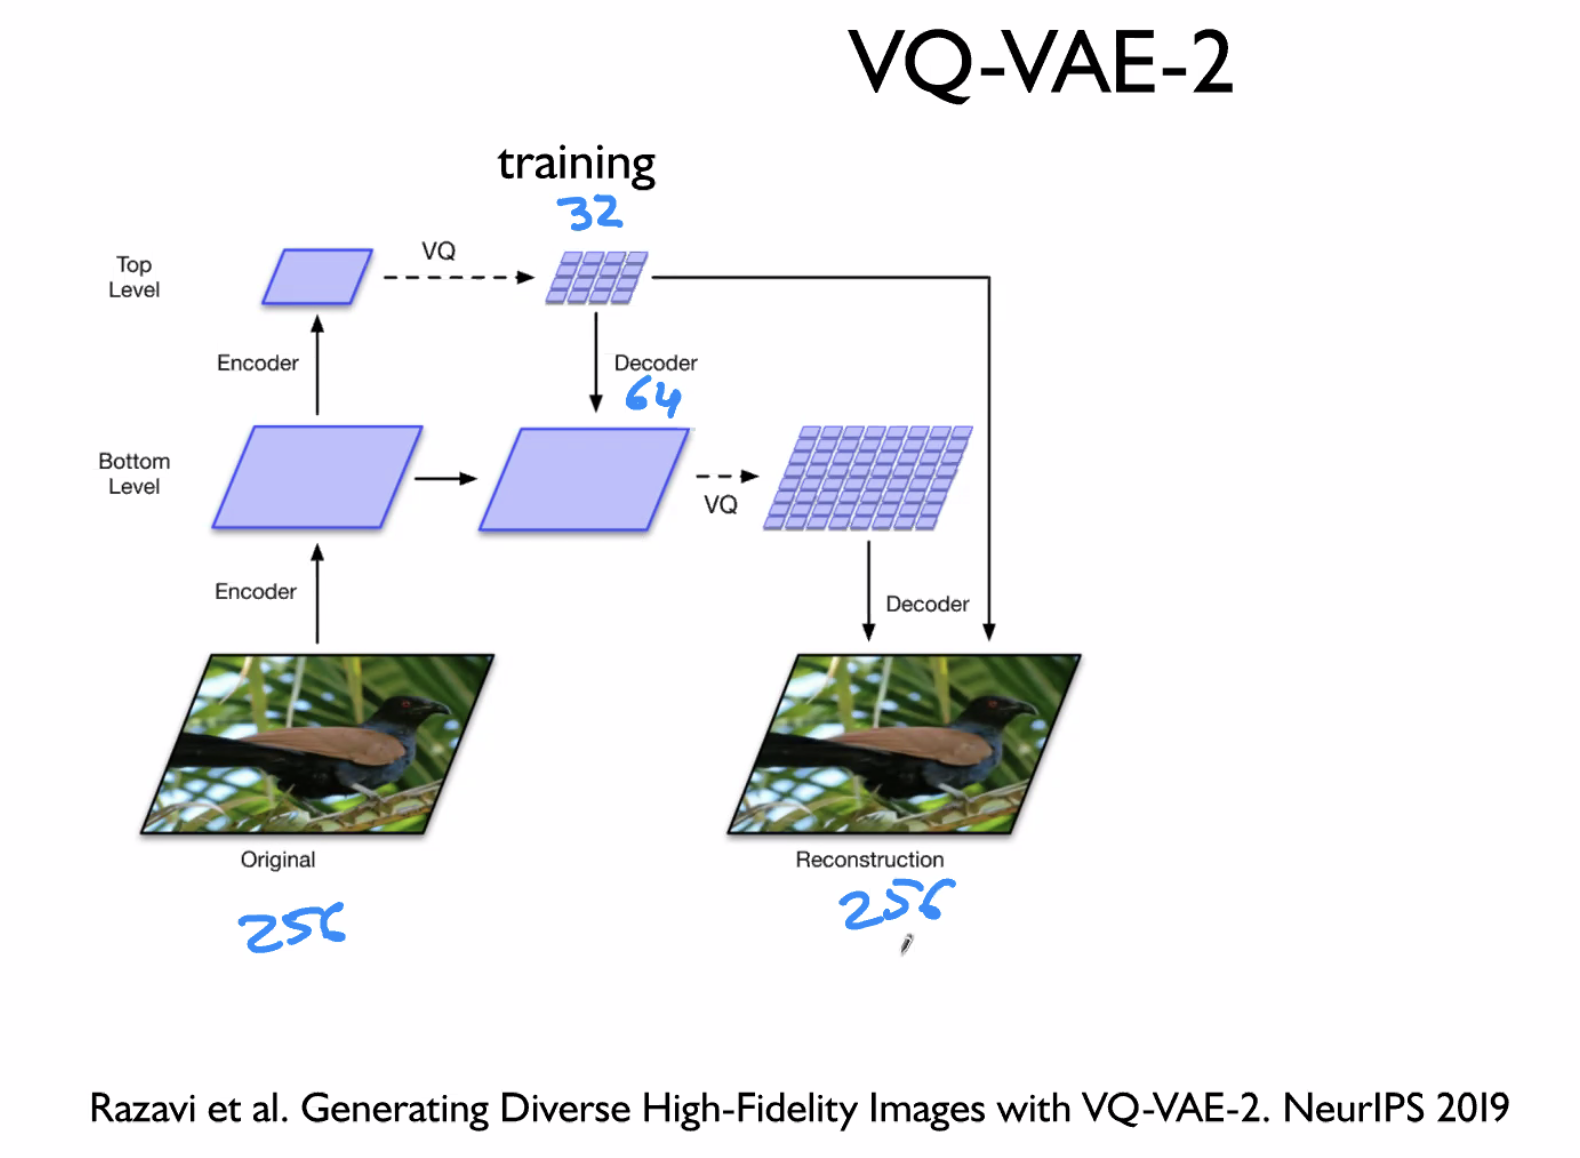 VQ-VAE-2
training
32
Top
Level
VQ
Encoder
Decoder
64
Bottom
Level
VQ
Encoder
Decoder
Original
Reconstruction
256
256
Razavi et al. Generating Diverse High-Fidelity Images with VQ-VAE-2. NeurIPS 2019